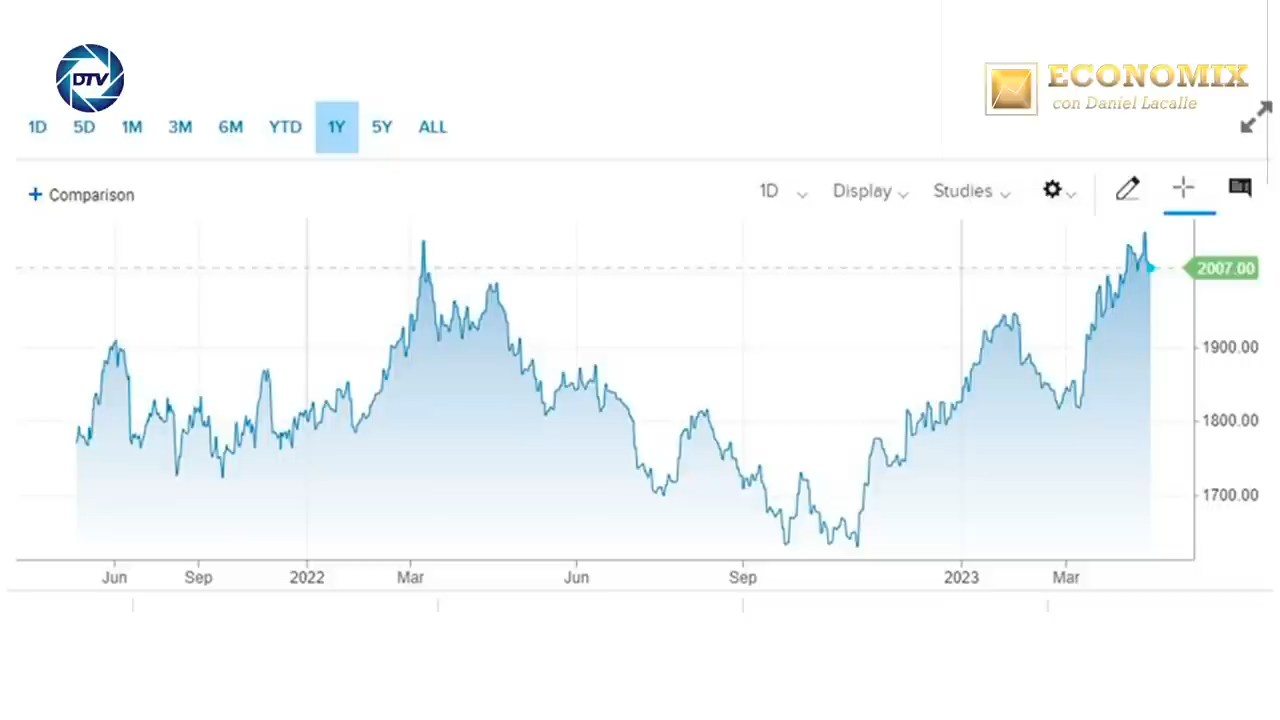 DTV
ECONOMIX
con Daniel Lacalle
1D 5D 1M 3M 6M YTD 1Y 5Y ALL
+ Comparison 1D Display Studies
2007.00
1900.00
1800.00
1700.00
Jun Sep 2022 Mar Jun Sep 2023 Mar